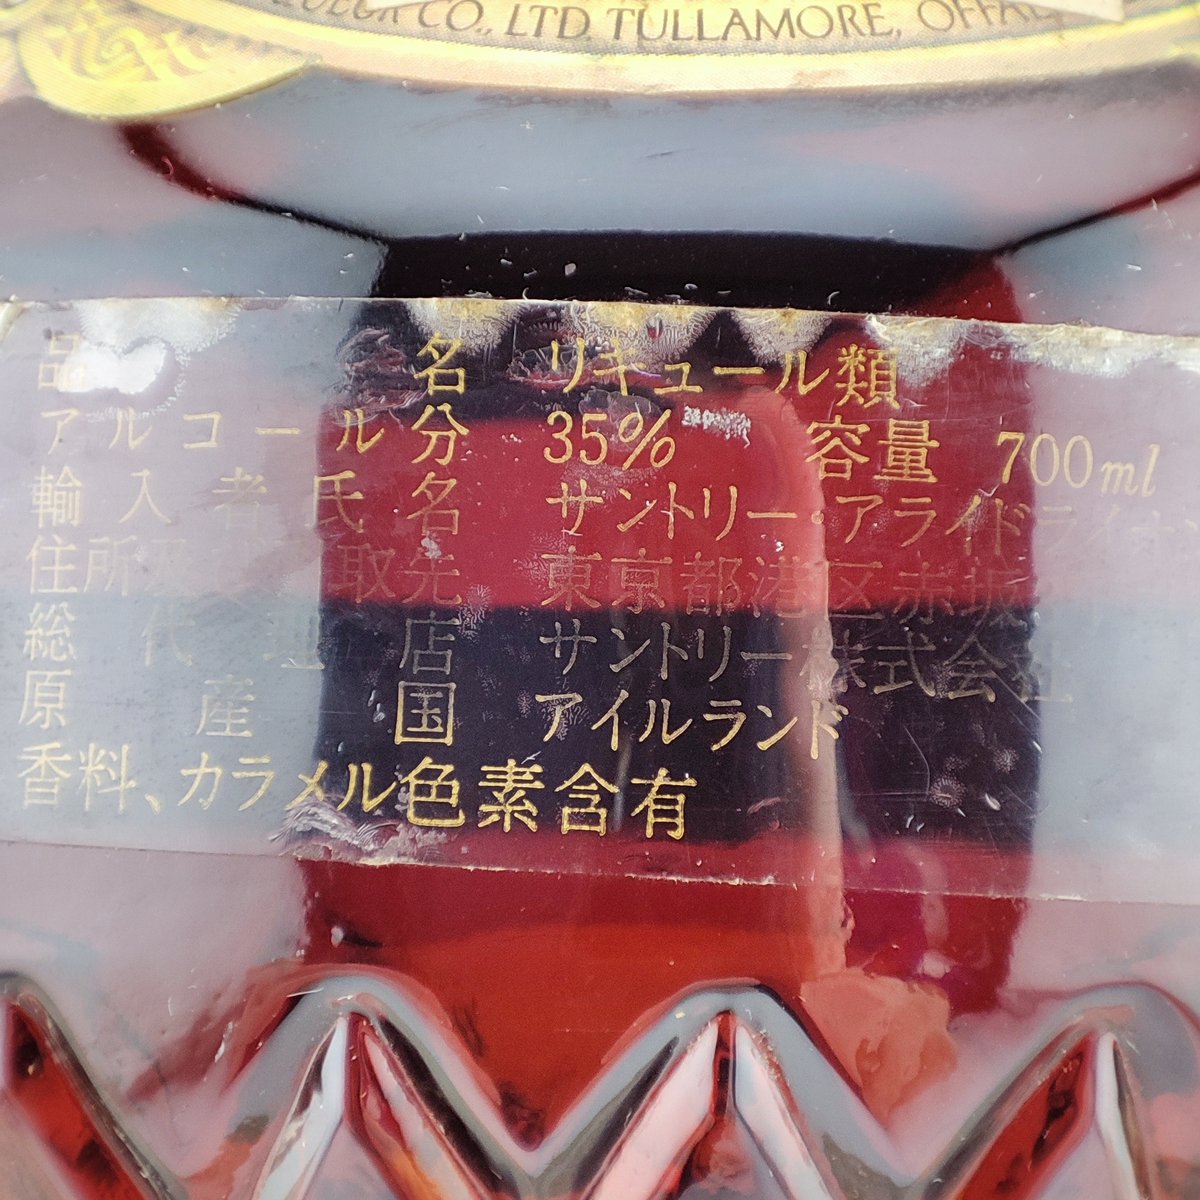 CO., LTD. TULLAMORE, OFFAL
品名 リキュール類
アルコール分 35% 容量 700ml
輸入者氏名 サントリー・アライドライオン
住所及び引取先 東京都港区赤坂
総代理店 サントリー株式会社
原産国 アイルランド
香料、カラメル色素含有